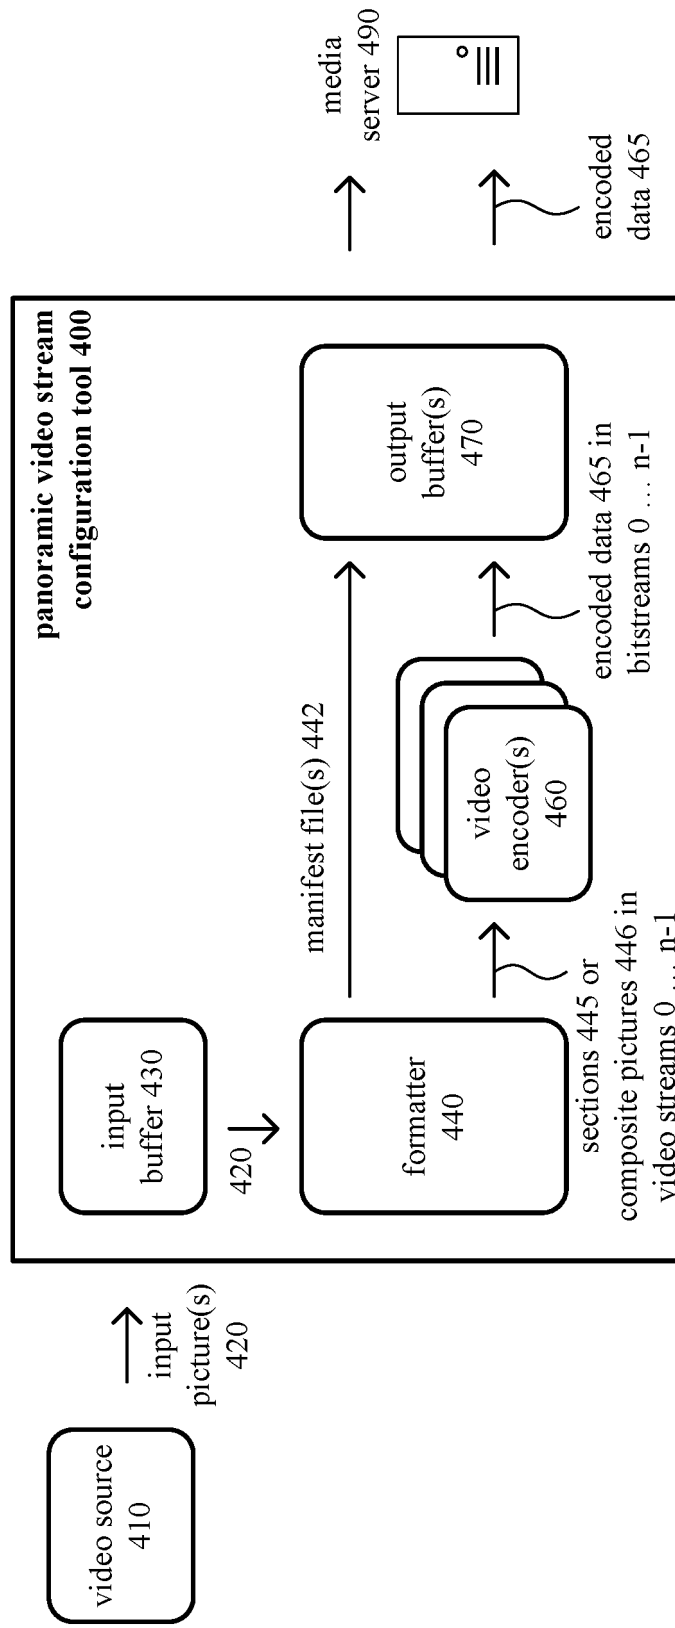 panoramic video stream
configuration tool 400
video source
410
input
picture(s)
420
input
buffer 430
420
formatter
440
manifest file(s) 442
sections 445 or
composite pictures 446 in
video streams 0 … n-1
video
encoder(s)
460
encoded data 465 in
bitstreams 0 … n-1
output
buffer(s)
470
media
server 490
encoded
data 465